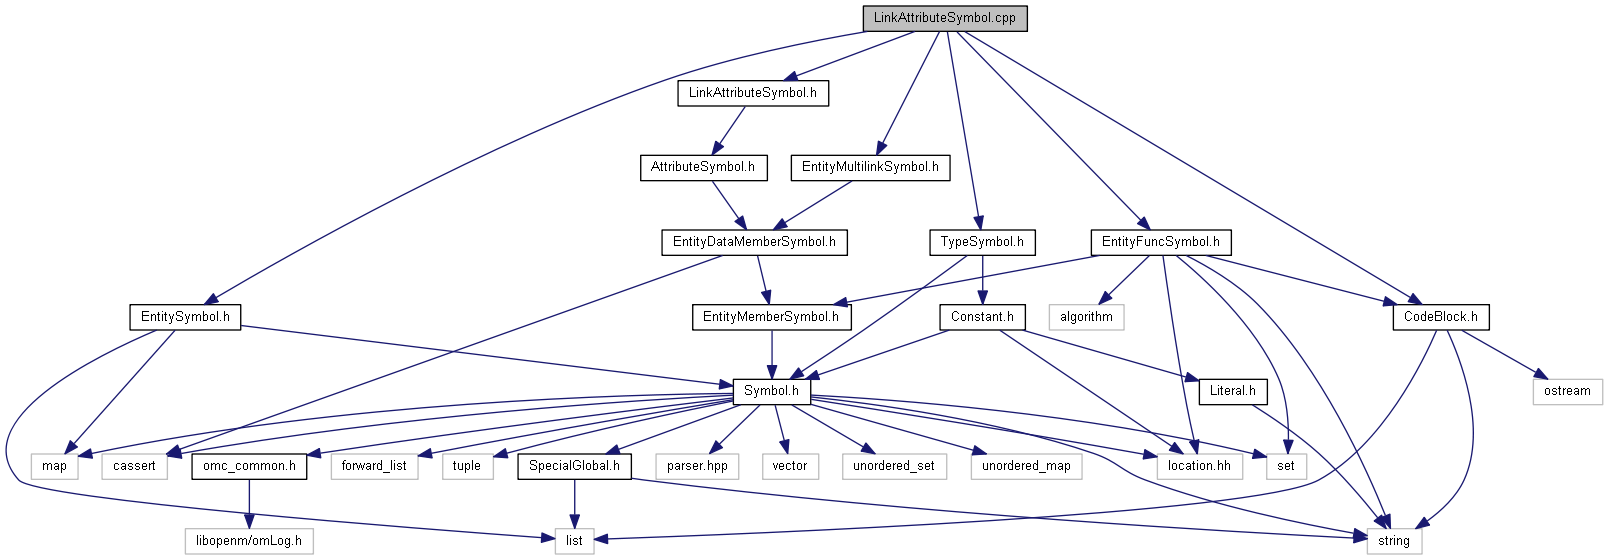 LinkAttributeSymbol.cpp
LinkAttributeSymbol.h
AttributeSymbol.h
EntityMultilinkSymbol.h
EntityDataMemberSymbol.h
TypeSymbol.h
EntityFuncSymbol.h
EntitySymbol.h
EntityMemberSymbol.h
Constant.h
algorithm
CodeBlock.h
Symbol.h
Literal.h
ostream
map
cassert
omc_common.h
forward_list
tuple
SpecialGlobal.h
parser.hpp
vector
unordered_set
unordered_map
location.hh
set
libopenm/omLog.h
list
string